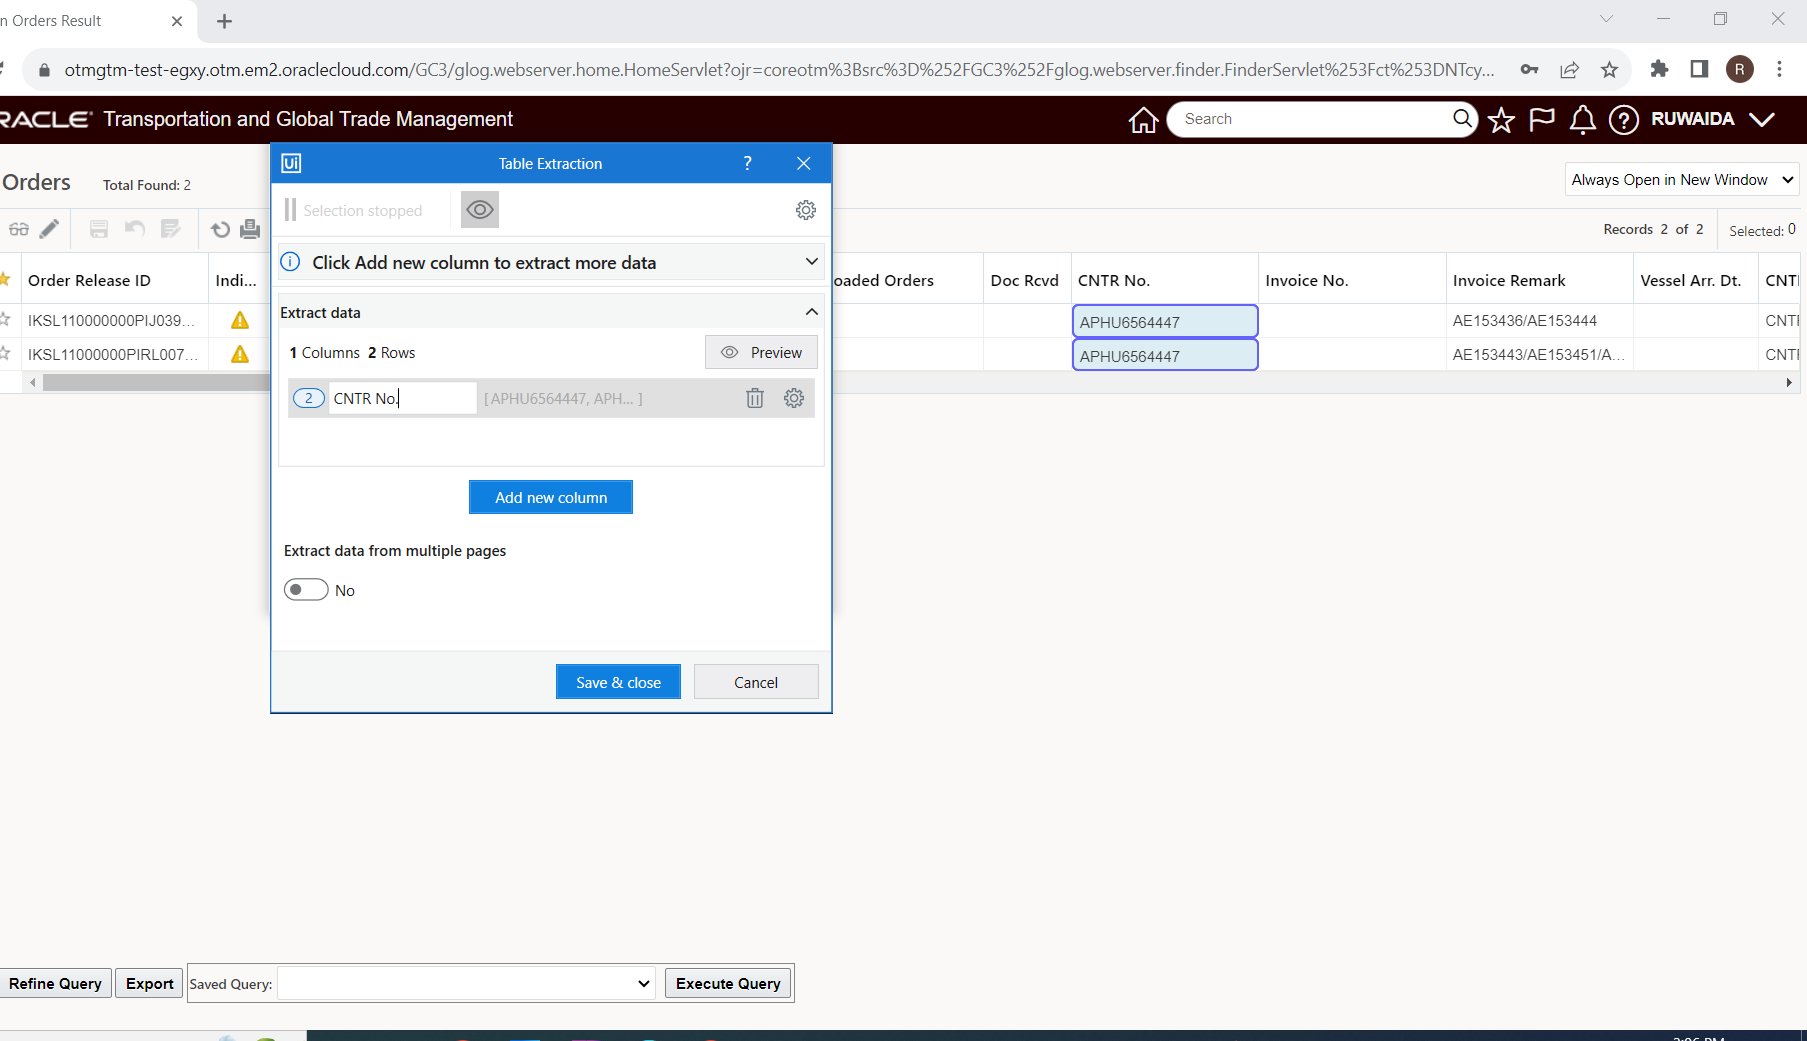 n Orders Result
otmgtm-test-egxy.otm.em2.oraclecloud.com/GC3/glog.webserver.home.HomeServlet?ojr=coreotm%3Bsrc%3D%252FGC3%252Fglog.webserver.finder.FinderServlet%253Fct%253DNTcy...
R
RACLE Transportation and Global Trade Management
Search
RUWAIDA
Ui Table Extraction ?
Orders Total Found: 2
Always Open in New Window
Selection stopped
Records 2 of 2 Selected: 0
Click Add new column to extract more data
Order Release ID Indi... oaded Orders Doc Rcvd CNTR No. Invoice No. Invoice Remark Vessel Arr. Dt. CNT
Extract data
IKSL110000000PIJ039... APHU6564447 AE153436/AE153444 CNT
1 Columns 2 Rows Preview
IKSL11000000PIRL007... APHU6564447 AE153443/AE153451/A... CNT
2 CNTR No. [ APHU6564447, APH... ]
Add new column
Extract data from multiple pages
No
Save & close Cancel
Refine Query Export Saved Query: Execute Query